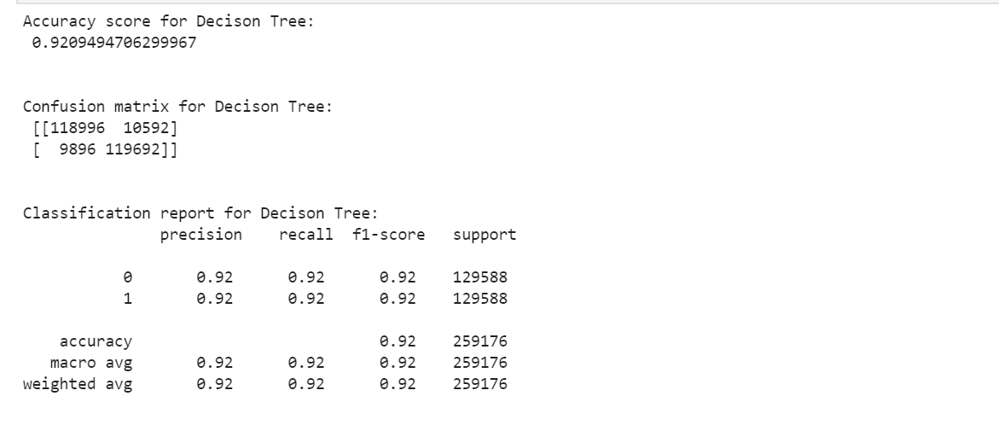 Accuracy score for Decison Tree:
0.9209494706299967
Confusion matrix for Decison Tree:
[[118996  10592]
[  9896 119692]]
Classification report for Decison Tree:
precision    recall  f1-score   support
0       0.92      0.92      0.92    129588
1       0.92      0.92      0.92    129588
accuracy                           0.92    259176
macro avg       0.92      0.92      0.92    259176
weighted avg       0.92      0.92      0.92    259176